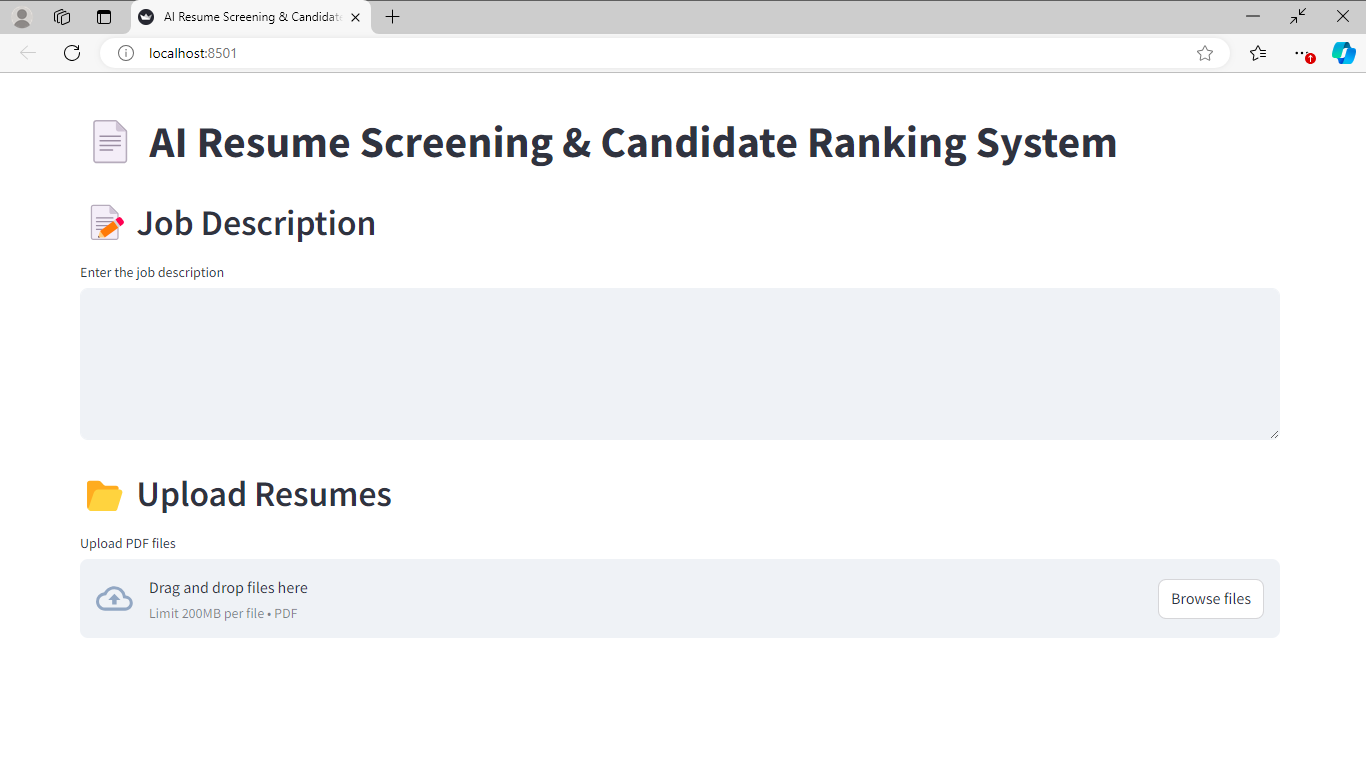 AI Resume Screening & Candidate
localhost:8501
AI Resume Screening & Candidate Ranking System
Job Description
Enter the job description
Upload Resumes
Upload PDF files
Drag and drop files here
Limit 200MB per file • PDF
Browse files